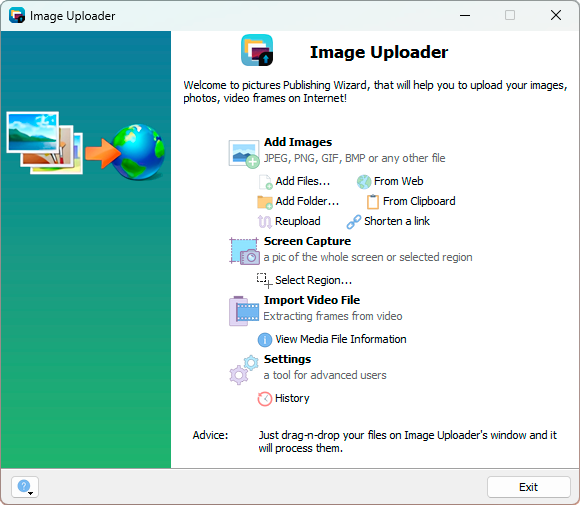 Image Uploader
Image Uploader
Welcome to pictures Publishing Wizard, that will help you to upload your images,
photos, video frames on Internet!
Add Images
JPEG, PNG, GIF, BMP or any other file
Add Files... From Web
Add Folder... From Clipboard
Reupload Shorten a link
Screen Capture
a pic of the whole screen or selected region
Select Region...
Import Video File
Extracting frames from video
View Media File Information
Settings
a tool for advanced users
History
Advice: Just drag-n-drop your files on Image Uploader's window and it
will process them.
Exit